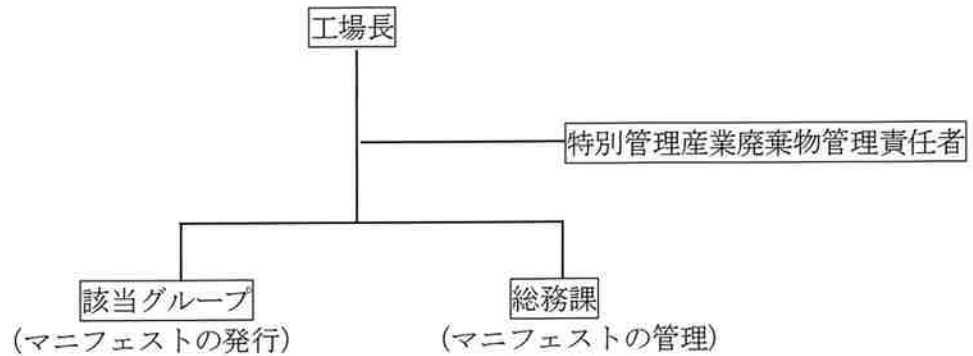 工場長
特別管理産業廃棄物管理責任者
該当グループ
(マニフェストの発行)
総務課
(マニフェストの管理)